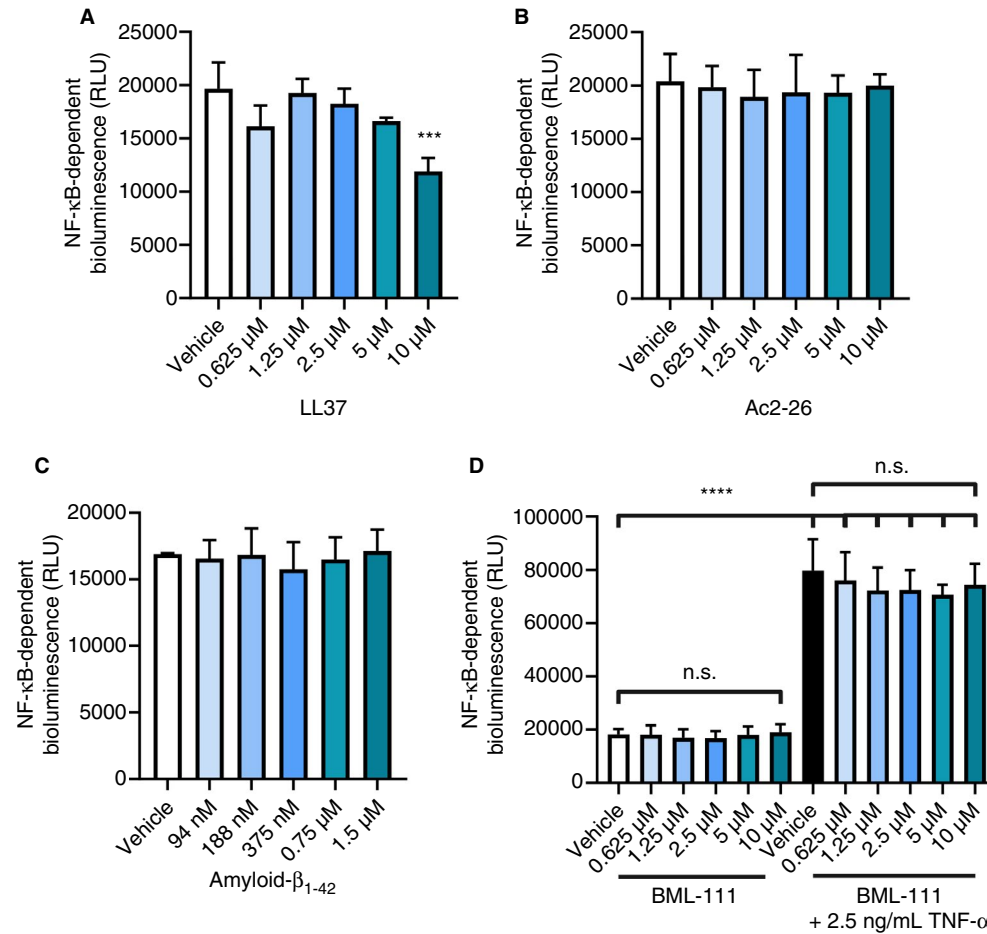 A
NF-κB-dependent
bioluminescence (RLU)
25000
20000
15000
10000
5000
0
***
Vehicle
0.625 µM
1.25 µM
2.5 µM
5 µM
10 µM
LL37
B
NF-κB-dependent
bioluminescence (RLU)
25000
20000
15000
10000
5000
0
Vehicle
0.625 µM
1.25 µM
2.5 µM
5 µM
10 µM
Ac2-26
C
NF-κB-dependent
bioluminescence (RLU)
20000
15000
10000
5000
0
Vehicle
94 nM
188 nM
375 nM
0.75 µM
1.5 µM
Amyloid-β1-42
D
NF-κB-dependent
bioluminescence (RLU)
100000
80000
60000
40000
20000
0
n.s.
****
n.s.
Vehicle
0.625 µM
1.25 µM
2.5 µM
5 µM
10 µM
Vehicle
0.625 µM
1.25 µM
2.5 µM
5 µM
10 µM
BML-111
BML-111
+ 2.5 ng/mL TNF-α